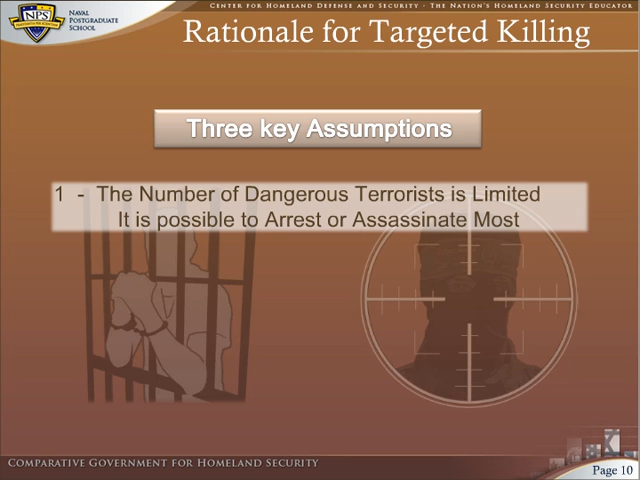 CENTER FOR HOMELAND DEFENSE AND SECURITY · THE NATION'S HOMELAND SECURITY EDUCATOR
NPS
NAVAL
POSTGRADUATE
SCHOOL
Rationale for Targeted Killing
Three key Assumptions
1 - The Number of Dangerous Terrorists is Limited
It is possible to Arrest or Assassinate Most
COMPARATIVE GOVERNMENT FOR HOMELAND SECURITY
Page 10